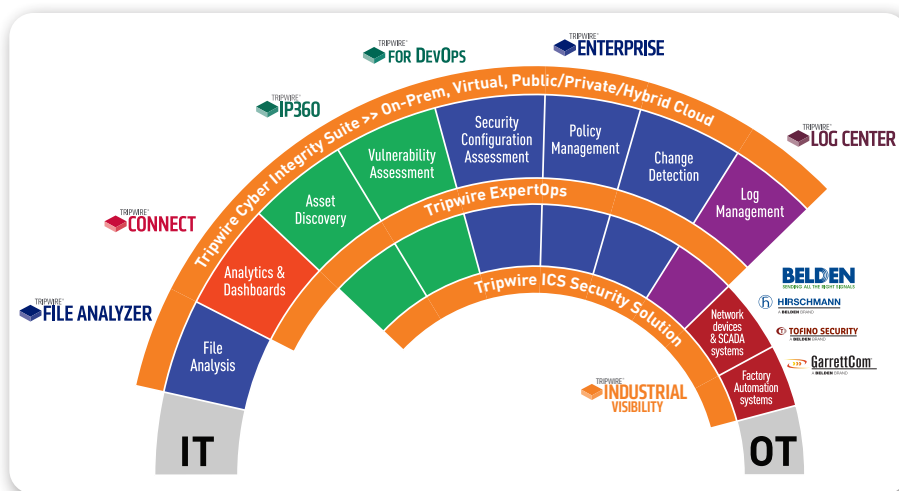 TRIPWIRE
FOR DEVOPS
TRIPWIRE
ENTERPRISE
TRIPWIRE
IP360
TRIPWIRE
LOG CENTER
TRIPWIRE
CONNECT
TRIPWIRE
FILE ANALYZER
Tripwire Cyber Integrity Suite >> On-Prem, Virtual, Public/Private/Hybrid Cloud
File
Analysis
Analytics &
Dashboards
Asset
Discovery
Vulnerability
Assessment
Security
Configuration
Assessment
Policy
Management
Change
Detection
Log
Management
Tripwire ExpertOps
Tripwire ICS Security Solution
Network
devices
& SCADA
systems
Factory
Automation
systems
BELDEN
SENDING ALL THE RIGHT SIGNALS
HIRSCHMANN
A BELDEN BRAND
TOFINO SECURITY
A BELDEN BRAND
GarrettCom
A BELDEN BRAND
TRIPWIRE
INDUSTRIAL
VISIBILITY
IT
OT